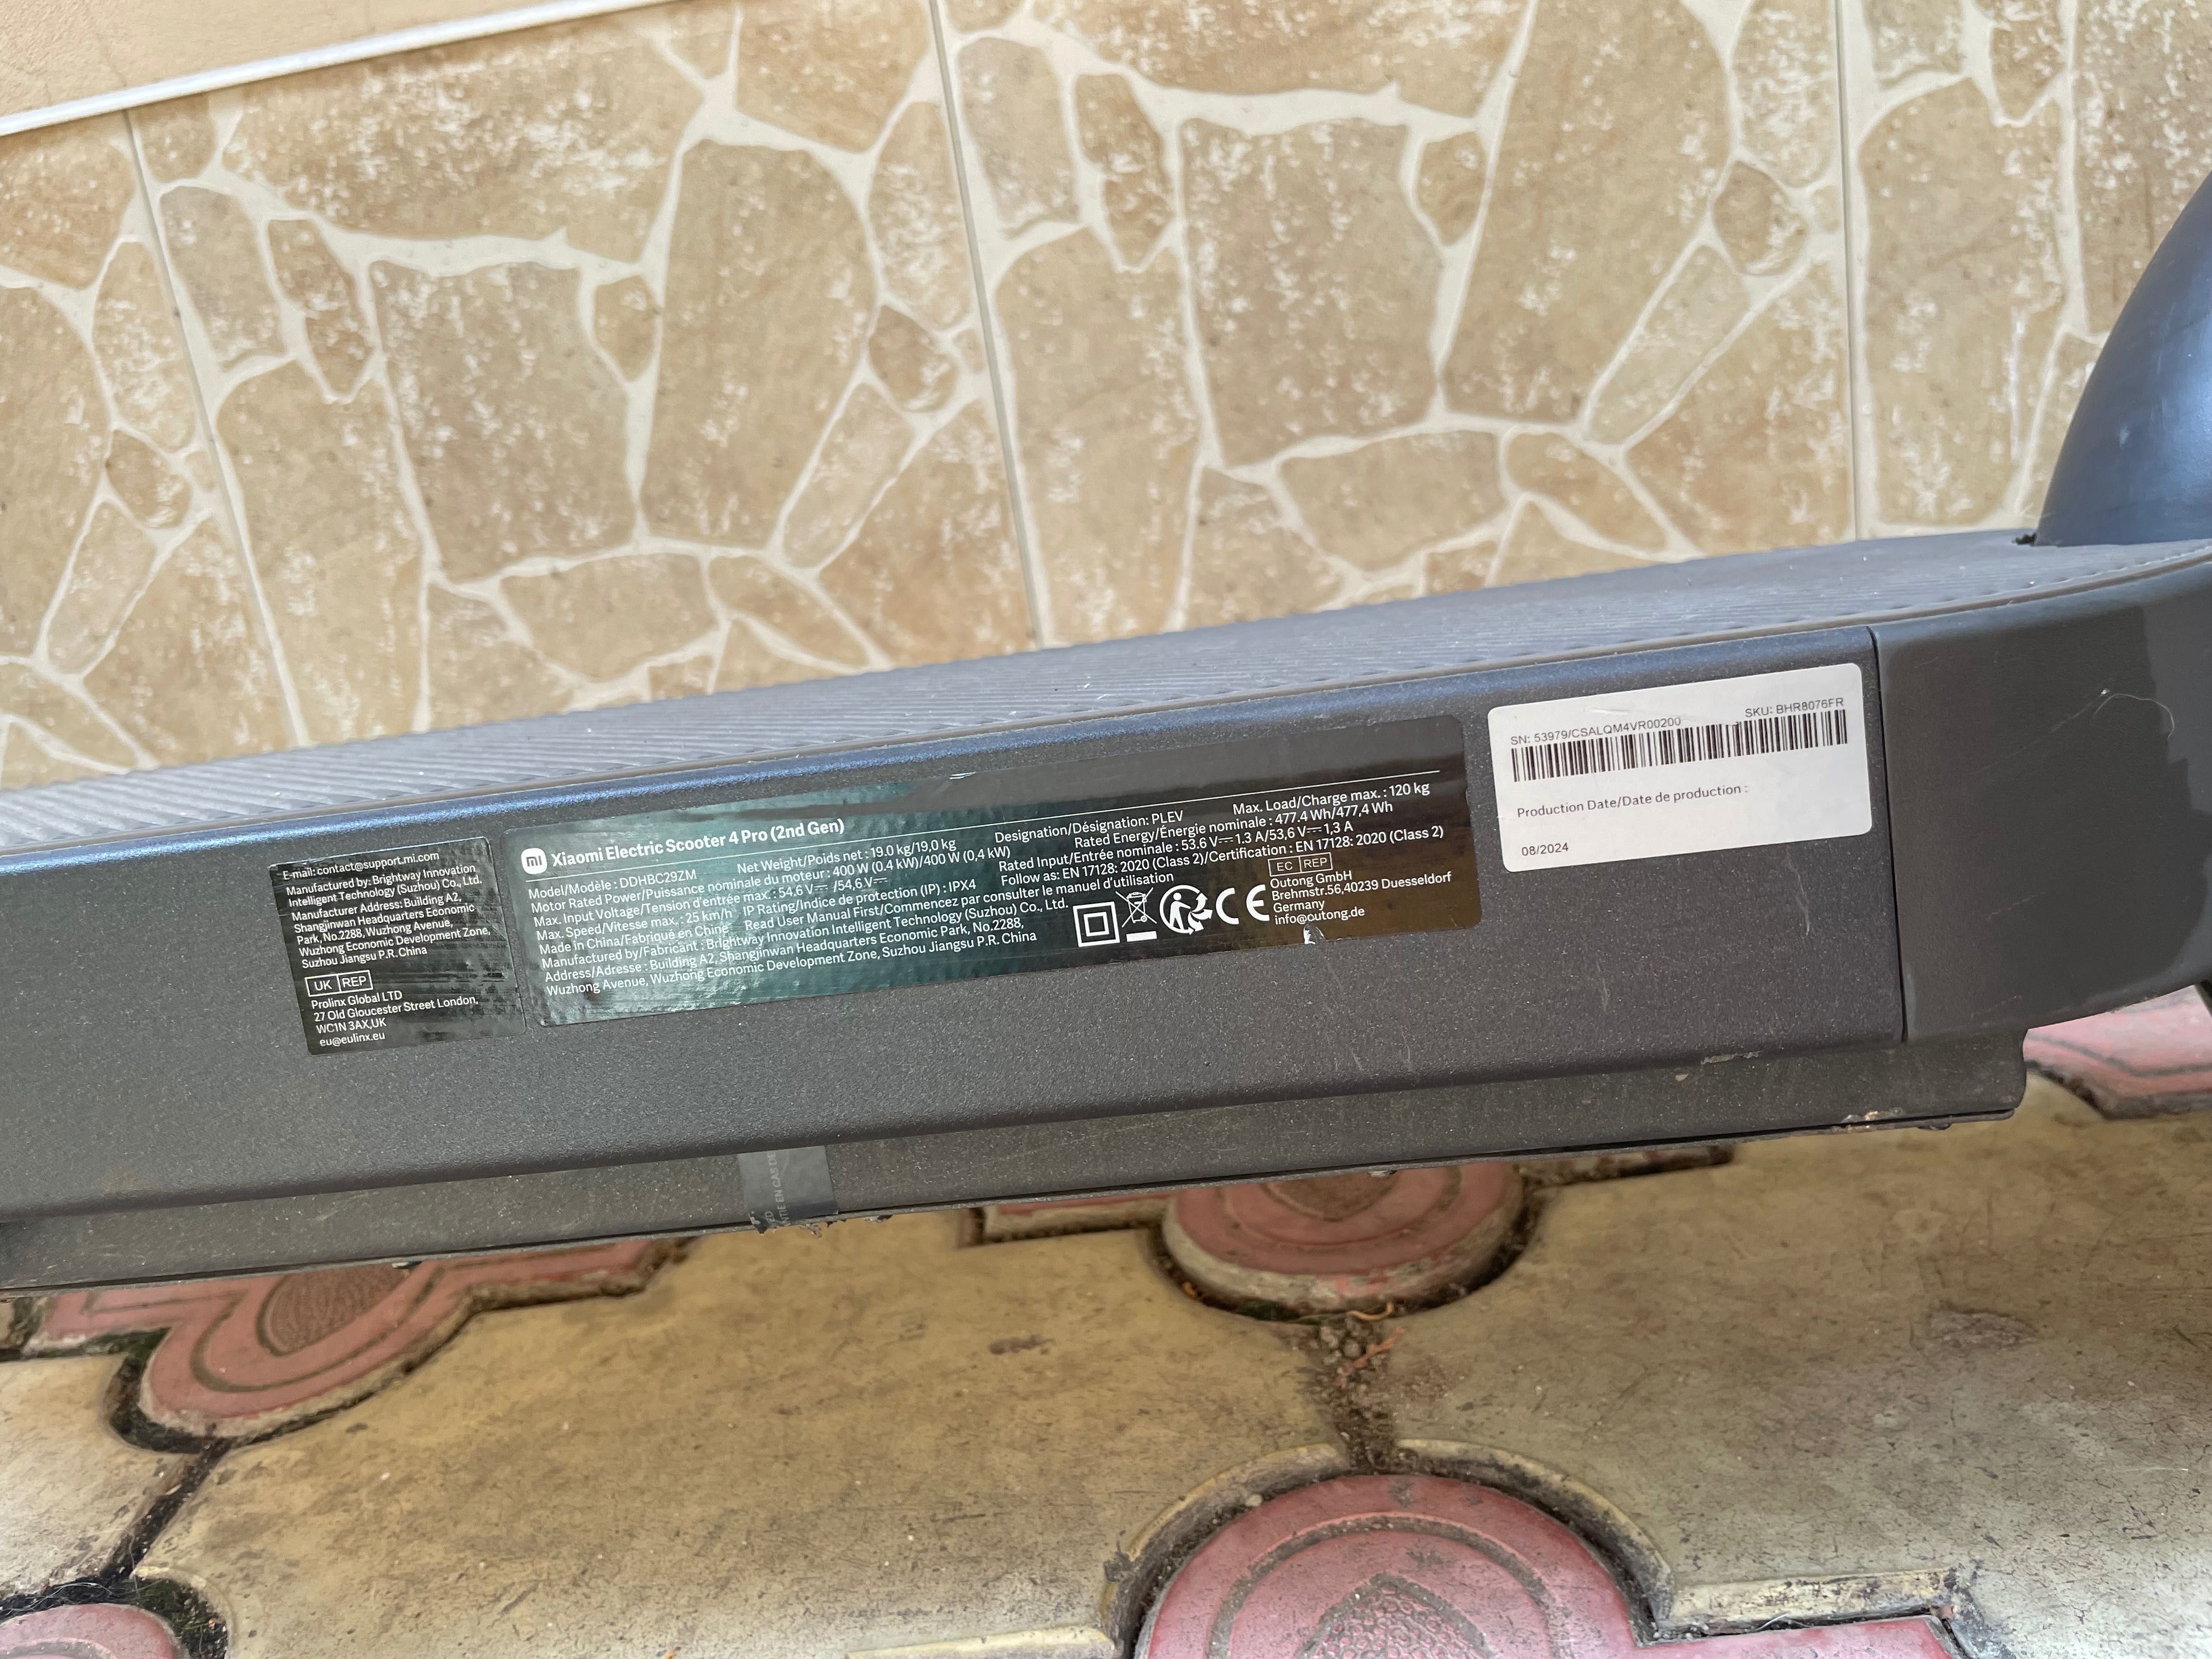 E-mail: contact@support.mi.com
Manufactured by: Brightway Innovation
Intelligent Technology (Suzhou) Co., Ltd.
Manufacturer Address: Building A2,
Shangjinwan Headquarters Economic
Park, No.2288, Wuzhong Avenue,
Wuzhong Economic Development Zone,
Suzhou Jiangsu P.R. China
UK REP
Prolinx Global LTD
27 Old Gloucester Street London,
WC1N 3AX,UK
eu@eulinx.eu
mi Xiaomi Electric Scooter 4 Pro (2nd Gen)
Model/Modèle : DDHBC29ZM Net Weight/Poids net : 19.0 kg/19,0 kg Designation/Désignation: PLEV Max. Load/Charge max. : 120 kg
Motor Rated Power/Puissance nominale du moteur : 400 W (0.4 kW)/400 W (0,4 kW) Rated Energy/Énergie nominale : 477.4 Wh/477,4 Wh
Max. Input Voltage/Tension d'entrée max. : 54.6 V⎓ /54,6 V⎓ Rated Input/Entrée nominale : 53.6 V⎓ 1.3 A/53,6 V⎓ 1,3 A
Max. Speed/Vitesse max. : 25 km/h IP Rating/Indice de protection (IP) : IPX4 Follow as: EN 17128: 2020 (Class 2)/Certification : EN 17128: 2020 (Class 2)
Made in China/Fabriqué en Chine Read User Manual First/Commencez par consulter le manuel d'utilisation
Manufactured by/Fabricant : Brightway Innovation Intelligent Technology (Suzhou) Co., Ltd.
Address/Adresse : Building A2, Shangjinwan Headquarters Economic Park, No.2288,
Wuzhong Avenue, Wuzhong Economic Development Zone, Suzhou Jiangsu P.R. China
CE
EC REP
Outong GmbH
Brehmstr.56,40239 Duesseldorf
Germany
info@outong.de
SN: 53979/CSALQM4VR00200 SKU: BHR8076FR
Production Date/Date de production :
08/2024
EN CAS DE